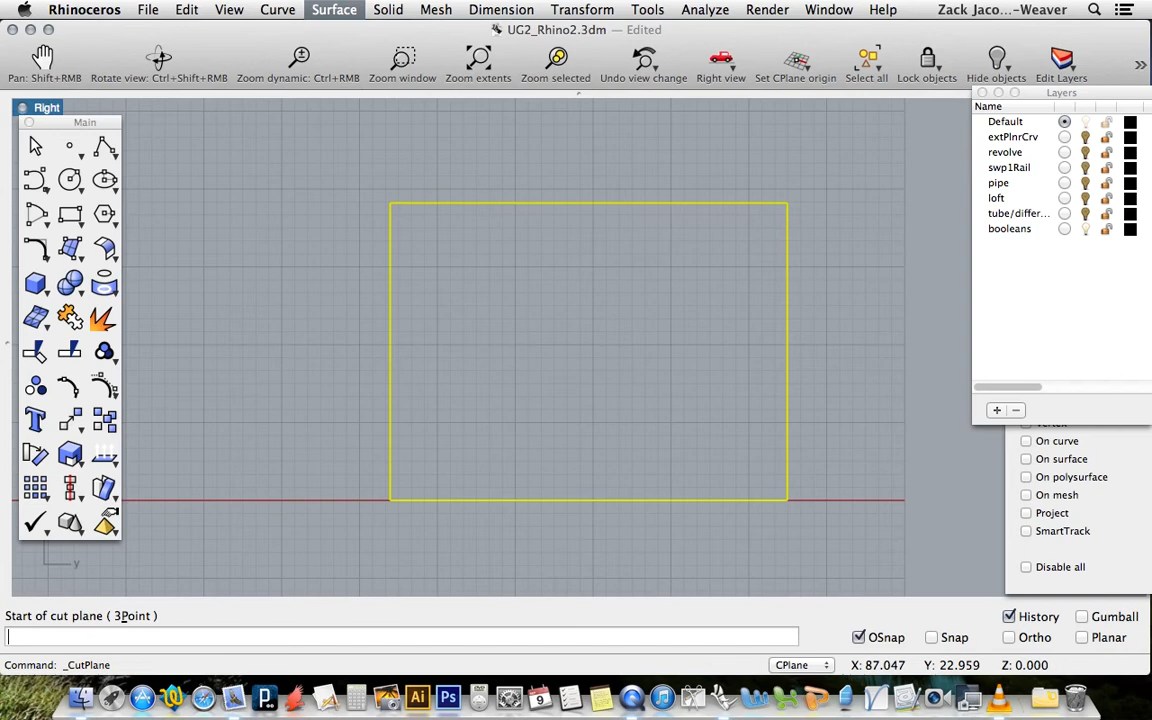 Rhinoceros File Edit View Curve Surface Solid Mesh Dimension Transform Tools Analyze Render Window Help Zack Jaco...-Weaver
UG2_Rhino2.3dm — Edited
Pan: Shift+RMB Rotate view: Ctrl+Shift+RMB Zoom dynamic: Ctrl+RMB Zoom window Zoom extents Zoom selected Undo view change Right view Set CPlane origin Select all Lock objects Hide objects Edit Layers
Layers
Name
Right
Main
Default
extPlnrCrv
revolve
swp1Rail
pipe
loft
tube/differ...
booleans
+ −
Vertex
On curve
On surface
On polysurface
On mesh
Project
SmartTrack
Disable all
y
Start of cut plane ( 3Point )
History Gumball
OSnap Snap Ortho Planar
Command: _CutPlane
CPlane X: 87.047 Y: 22.959 Z: 0.000